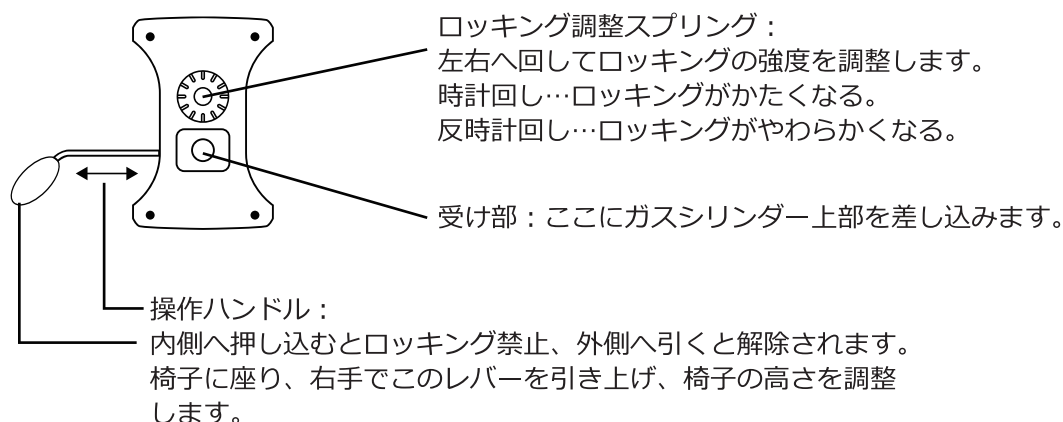 ロッキング調整スプリング：
左右へ回してロッキングの強度を調整します。
時計回し…ロッキングがかたくなる。
反時計回し…ロッキングがやわらかくなる。
受け部：ここにガスシリンダー上部を差し込みます。
操作ハンドル：
内側へ押し込むとロッキング禁止、外側へ引くと解除されます。
椅子に座り、右手でこのレバーを引き上げ、椅子の高さを調整
します。